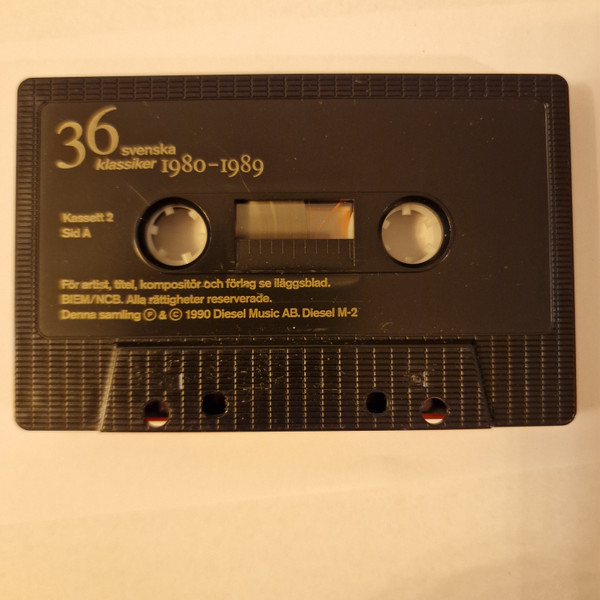 36 svenska
klassiker 1980-1989
Kassett 2
Sid A
För artist, titel, kompositör och förlag se iläggsblad.
BIEM/NCB. Alla rättigheter reserverade.
Denna samling Ⓟ & © 1990 Diesel Music AB. Diesel M-2